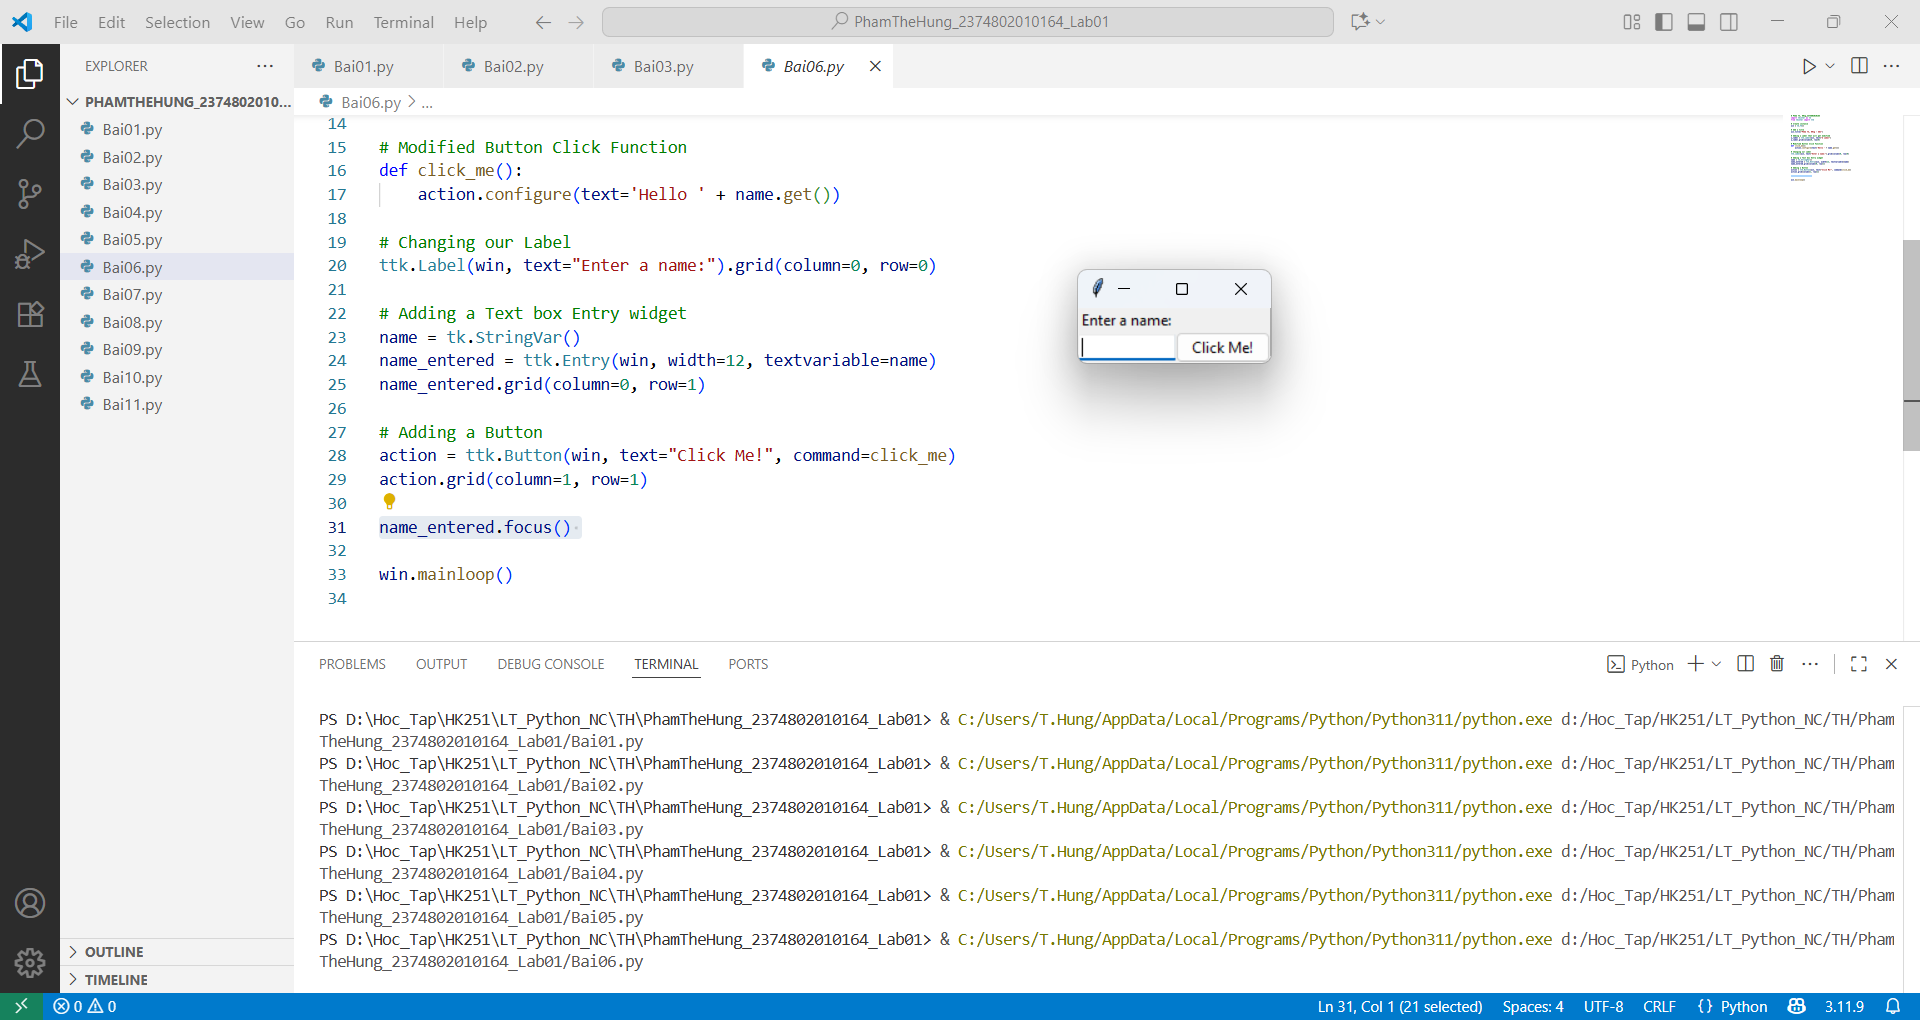 File Edit Selection View Go Run Terminal Help PhamTheHung_2374802010164_Lab01
EXPLORER
PHAMTHEHUNG_2374802010...
Bai01.py
Bai02.py
Bai03.py
Bai04.py
Bai05.py
Bai06.py
Bai07.py
Bai08.py
Bai09.py
Bai10.py
Bai11.py
OUTLINE
TIMELINE
Bai01.py Bai02.py Bai03.py Bai06.py
Bai06.py > ...
14
15 # Modified Button Click Function
16 def click_me():
17 action.configure(text='Hello ' + name.get())
18
19 # Changing our Label
20 ttk.Label(win, text="Enter a name:").grid(column=0, row=0)
21
22 # Adding a Text box Entry widget
23 name = tk.StringVar()
24 name_entered = ttk.Entry(win, width=12, textvariable=name)
25 name_entered.grid(column=0, row=1)
26
27 # Adding a Button
28 action = ttk.Button(win, text="Click Me!", command=click_me)
29 action.grid(column=1, row=1)
30
31 name_entered.focus()
32
33 win.mainloop()
34
Enter a name:
Click Me!
PROBLEMS OUTPUT DEBUG CONSOLE TERMINAL PORTS Python
PS D:\Hoc_Tap\HK251\LT_Python_NC\TH\PhamTheHung_2374802010164_Lab01> & C:/Users/T.Hung/AppData/Local/Programs/Python/Python311/python.exe d:/Hoc_Tap/HK251/LT_Python_NC/TH/Pham
TheHung_2374802010164_Lab01/Bai01.py
PS D:\Hoc_Tap\HK251\LT_Python_NC\TH\PhamTheHung_2374802010164_Lab01> & C:/Users/T.Hung/AppData/Local/Programs/Python/Python311/python.exe d:/Hoc_Tap/HK251/LT_Python_NC/TH/Pham
TheHung_2374802010164_Lab01/Bai02.py
PS D:\Hoc_Tap\HK251\LT_Python_NC\TH\PhamTheHung_2374802010164_Lab01> & C:/Users/T.Hung/AppData/Local/Programs/Python/Python311/python.exe d:/Hoc_Tap/HK251/LT_Python_NC/TH/Pham
TheHung_2374802010164_Lab01/Bai03.py
PS D:\Hoc_Tap\HK251\LT_Python_NC\TH\PhamTheHung_2374802010164_Lab01> & C:/Users/T.Hung/AppData/Local/Programs/Python/Python311/python.exe d:/Hoc_Tap/HK251/LT_Python_NC/TH/Pham
TheHung_2374802010164_Lab01/Bai04.py
PS D:\Hoc_Tap\HK251\LT_Python_NC\TH\PhamTheHung_2374802010164_Lab01> & C:/Users/T.Hung/AppData/Local/Programs/Python/Python311/python.exe d:/Hoc_Tap/HK251/LT_Python_NC/TH/Pham
TheHung_2374802010164_Lab01/Bai05.py
PS D:\Hoc_Tap\HK251\LT_Python_NC\TH\PhamTheHung_2374802010164_Lab01> & C:/Users/T.Hung/AppData/Local/Programs/Python/Python311/python.exe d:/Hoc_Tap/HK251/LT_Python_NC/TH/Pham
TheHung_2374802010164_Lab01/Bai06.py
0 0 Ln 31, Col 1 (21 selected) Spaces: 4 UTF-8 CRLF {} Python 3.11.9